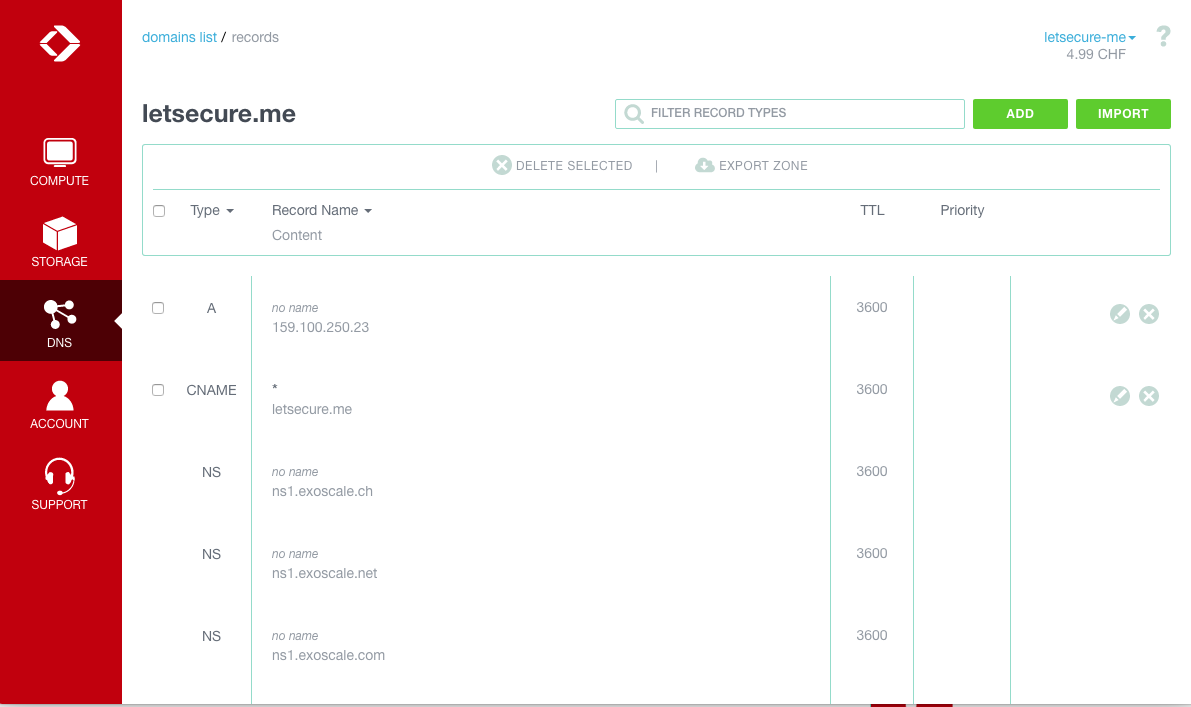 domains list / records
letsecure-me
4.99 CHF
?
letsecure.me
FILTER RECORD TYPES
ADD
IMPORT
DELETE SELECTED | EXPORT ZONE
Type
Record Name
Content
TTL
Priority
COMPUTE
STORAGE
DNS
ACCOUNT
SUPPORT
A
no name
159.100.250.23
3600
CNAME
*
letsecure.me
3600
NS
no name
ns1.exoscale.ch
3600
NS
no name
ns1.exoscale.net
3600
NS
no name
ns1.exoscale.com
3600